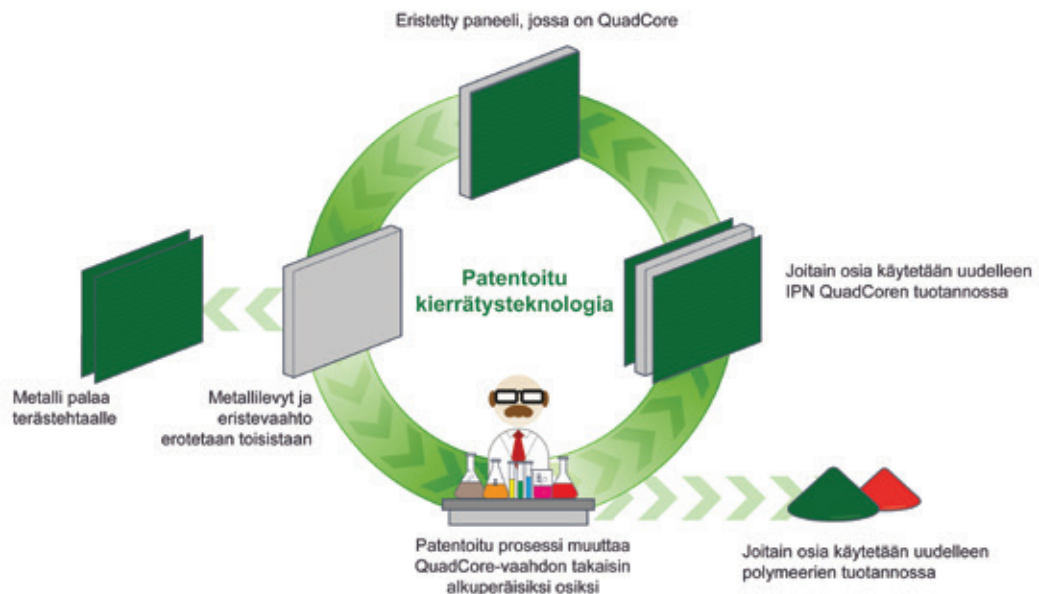 Eristetty paneeli, jossa on QuadCore
Patentoitu
kierrätysteknologia
Joitain osia käytetään uudelleen
IPN QuadCoren tuotannossa
Metalli palaa
terästehtaalle
Metallilevyt ja
eristevaahto
erotetaan toisistaan
Patentoitu prosessi muuttaa
QuadCore-vaahdon takaisin
alkuperäisiksi osiksi
Joitain osia käytetään uudelleen
polymeerien tuotannossa